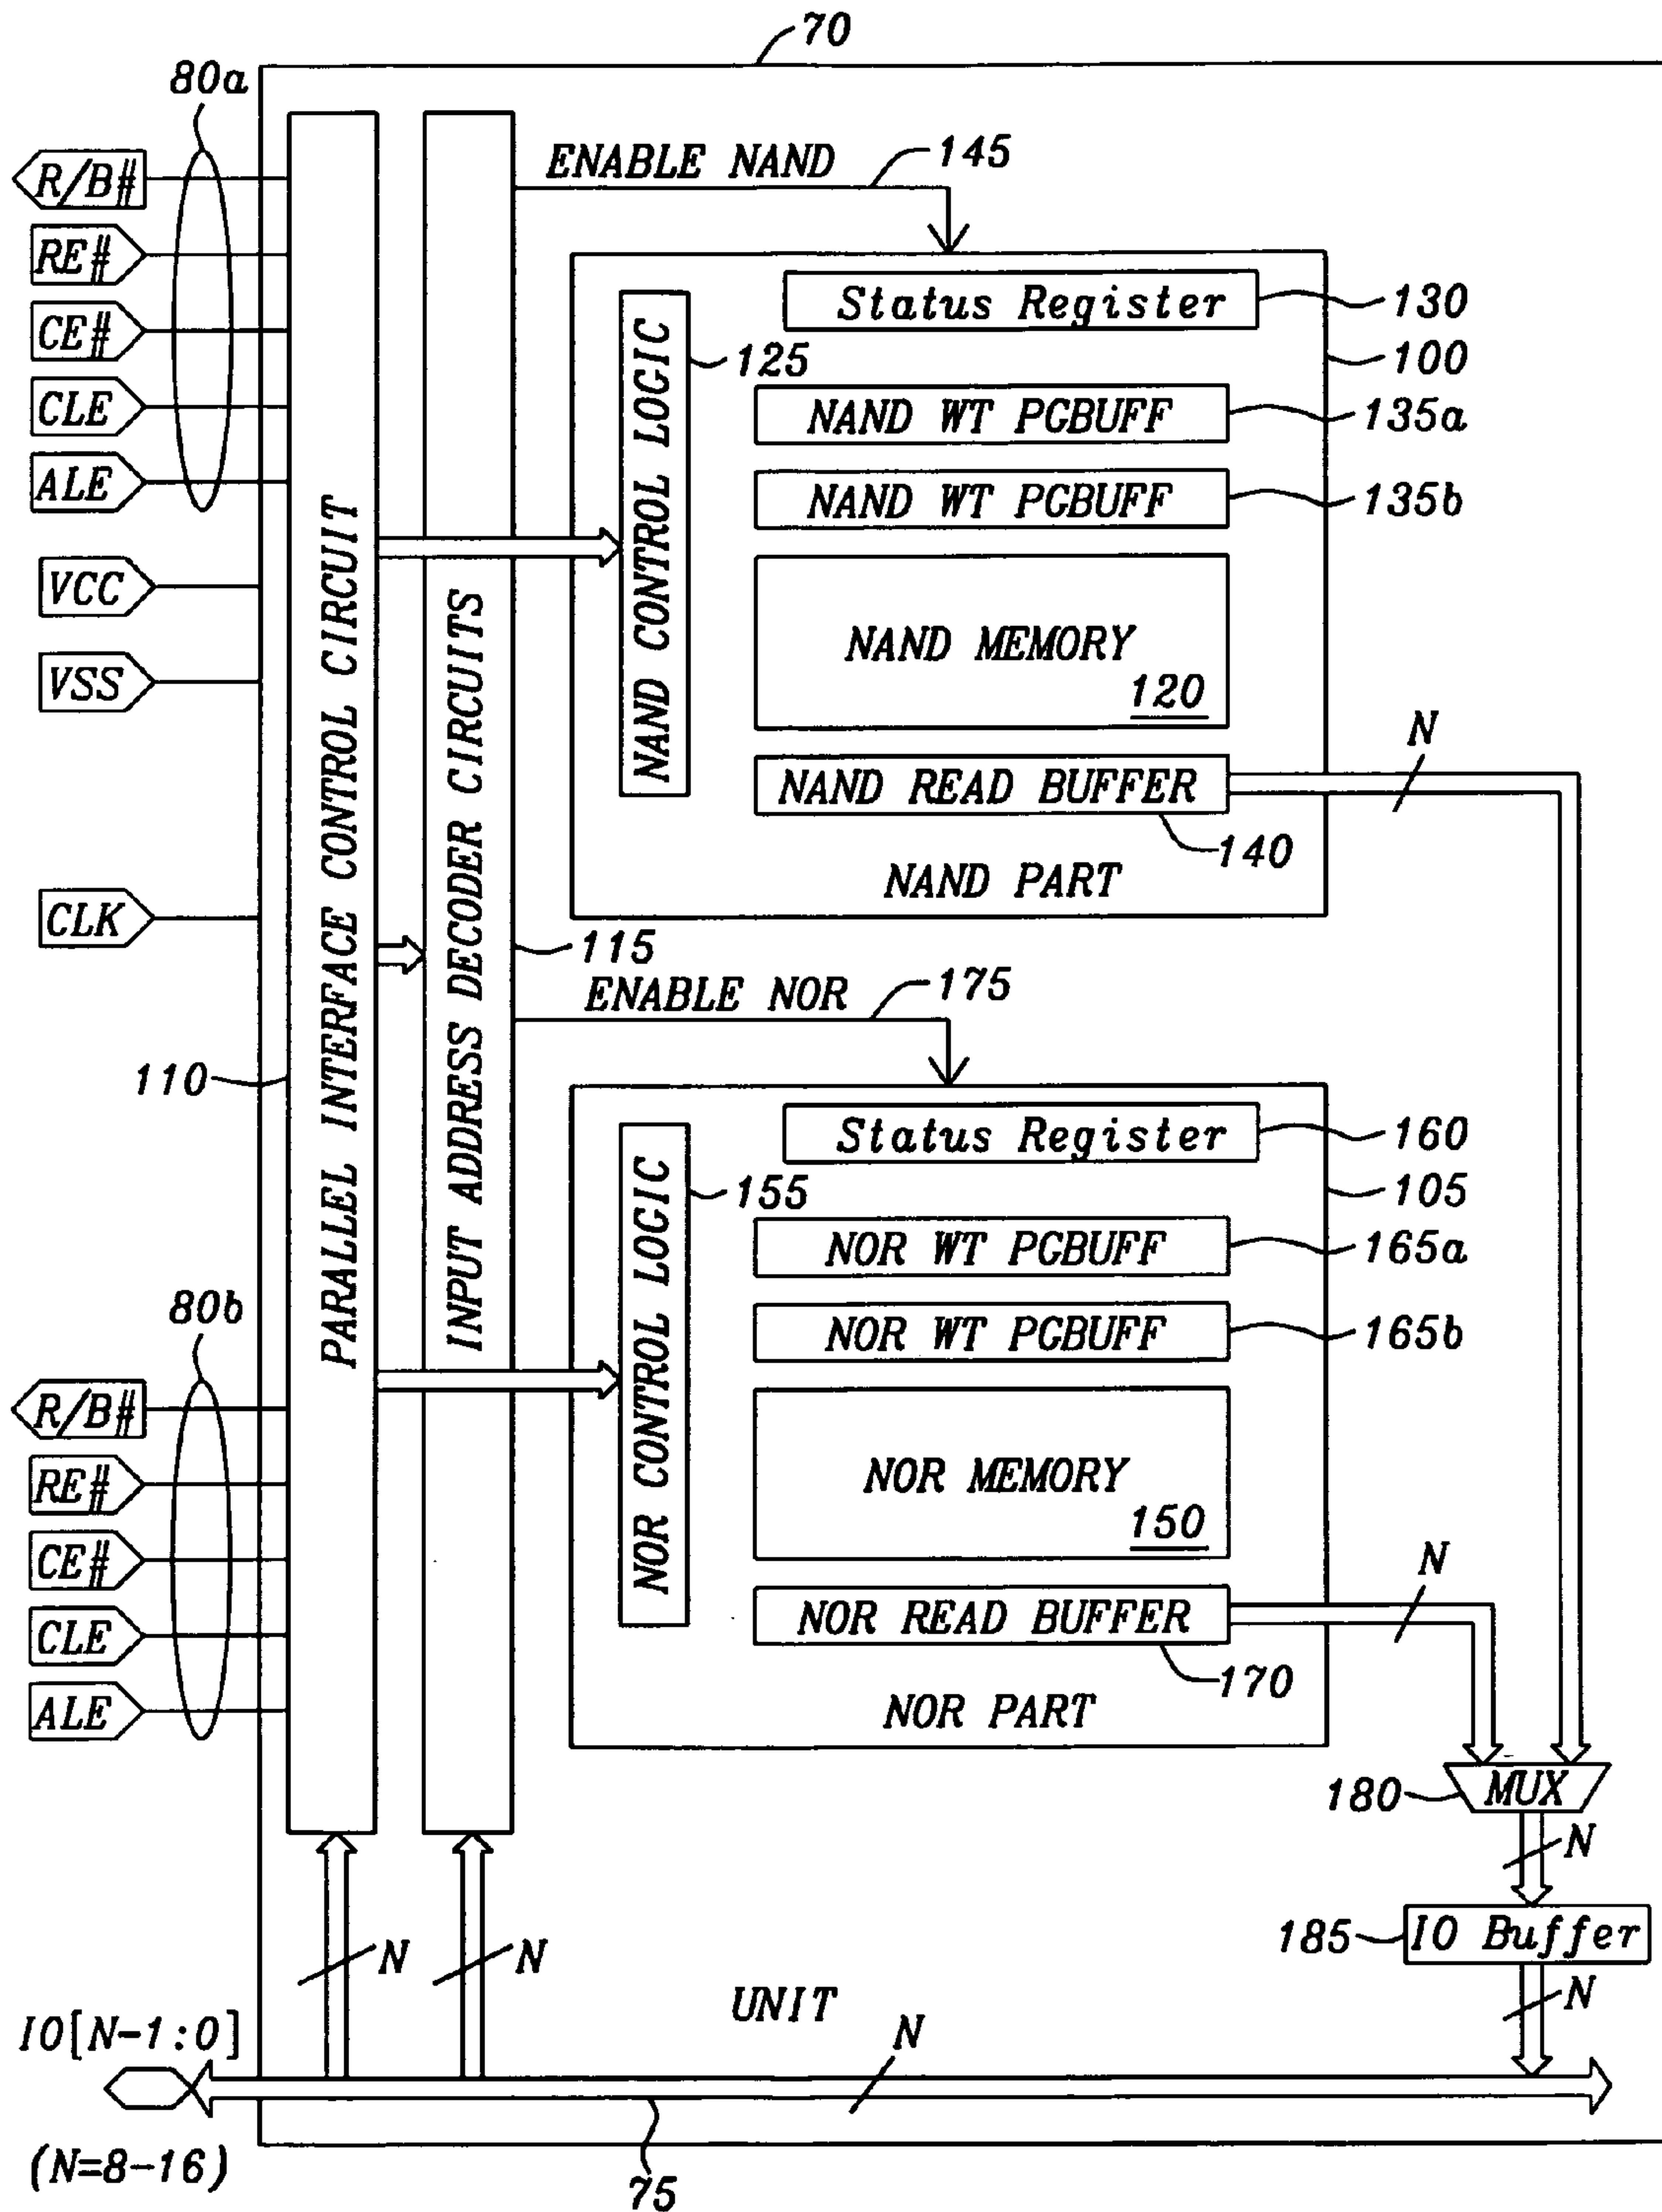 70
80a
R/B#
RE#
CE#
CLE
ALE
VCC
VSS
CLK
110
80b
R/B#
RE#
CE#
CLE
ALE
PARALLEL INTERFACE CONTROL CIRCUIT
INPUT ADDRESS DECODER CIRCUITS
115
ENABLE NAND
145
NAND CONTROL LOGIC
125
Status Register
130
100
NAND WT PGBUFF
135a
NAND WT PGBUFF
135b
NAND MEMORY
120
NAND READ BUFFER
140
NAND PART
N
ENABLE NOR
175
NOR CONTROL LOGIC
155
Status Register
160
105
NOR WT PGBUFF
165a
NOR WT PGBUFF
165b
NOR MEMORY
150
NOR READ BUFFER
170
NOR PART
N
180
MUX
N
185
IO Buffer
N
N
N
UNIT
N
IO[N-1:0]
(N=8-16)
75